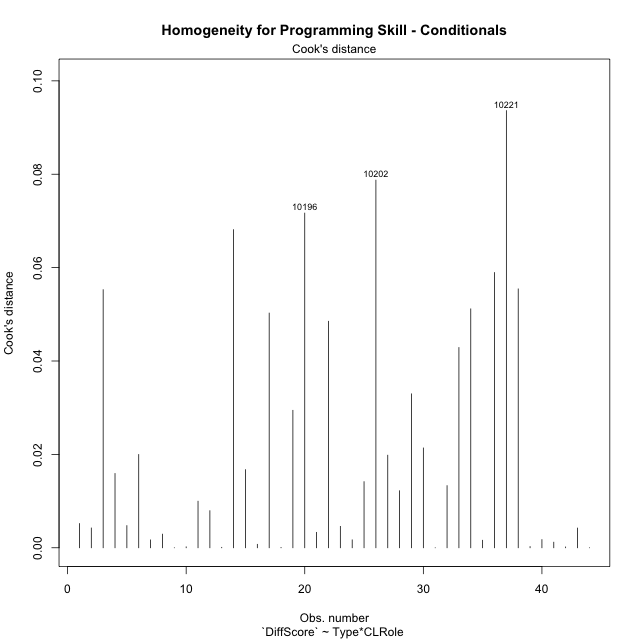 Homogeneity for Programming Skill - Conditionals
Cook's distance
0.10
0.08
0.06
0.04
0.02
0.00
Cook's distance
10221
10202
10196
0 10 20 30 40
Obs. number
`DiffScore` ~ Type*CLRole